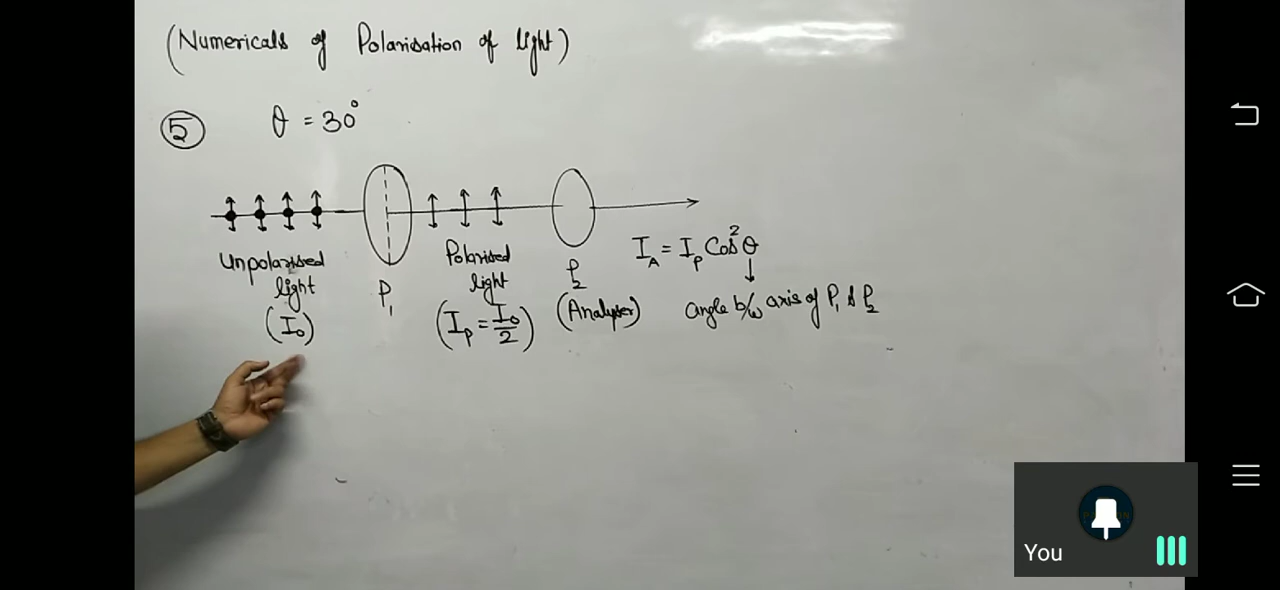 (Numericals of Polarisation of light)
5 θ = 30°
Unpolarised light (I₀)
P₁
Polarised light (Iₚ = I₀/2)
P₂ (Analyser)
I_A = Iₚ Cos²θ
angle b/w axis of P₁ & P₂
You